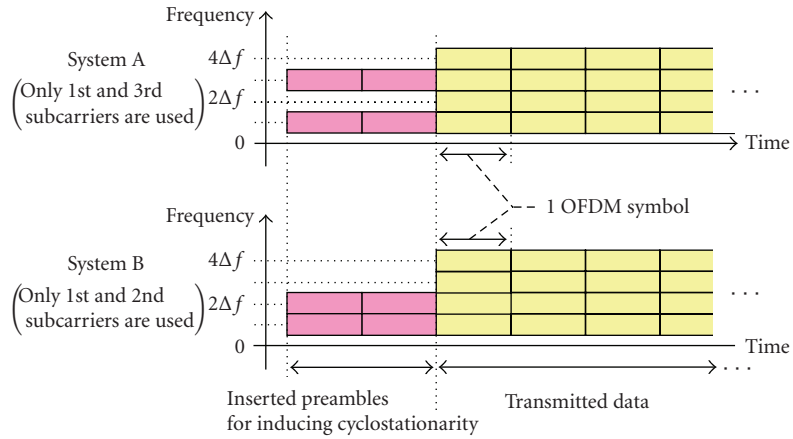 Frequency
System A
(Only 1st and 3rd
subcarriers are used)
4Δf
2Δf
0
. . .
Time
1 OFDM symbol
Frequency
System B
(Only 1st and 2nd
subcarriers are used)
4Δf
2Δf
0
. . .
Time
. . .
Inserted preambles
for inducing cyclostationarity
Transmitted data